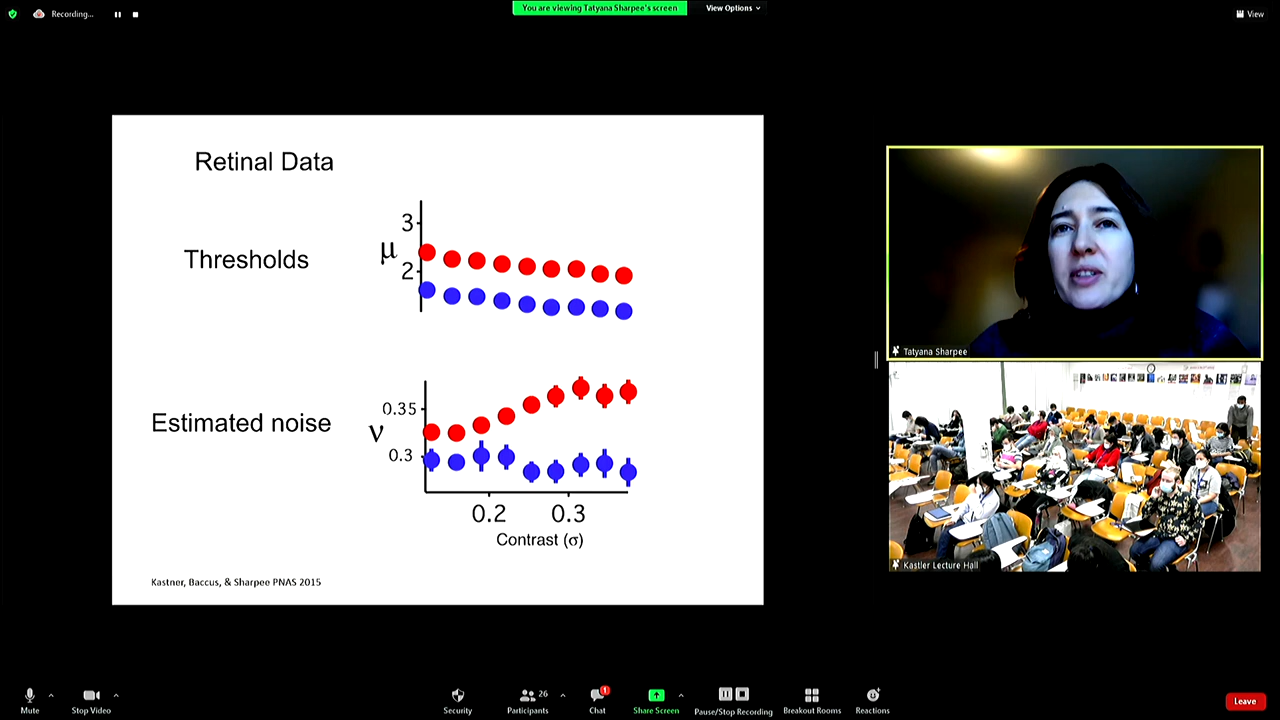 Recording...
You are viewing Tatyana Sharpee's screen
View Options
View
Retinal Data
Thresholds
μ
3
2
Estimated noise
ν
0.35
0.3
0.2
0.3
Contrast (σ)
Kastner, Baccus, & Sharpee PNAS 2015
Tatyana Sharpee
Kastler Lecture Hall
Mute
Stop Video
Security
Participants
26
Chat
1
Share Screen
Pause/Stop Recording
Breakout Rooms
Reactions
Leave